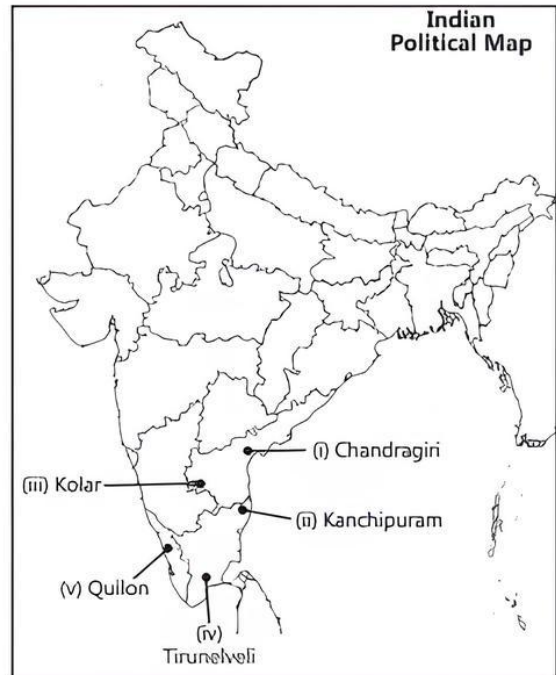 Indian
Political Map
(i) Chandragiri
(iii) Kolar
(ii) Kanchipuram
(v) Quilon
(iv)
Tirunelveli